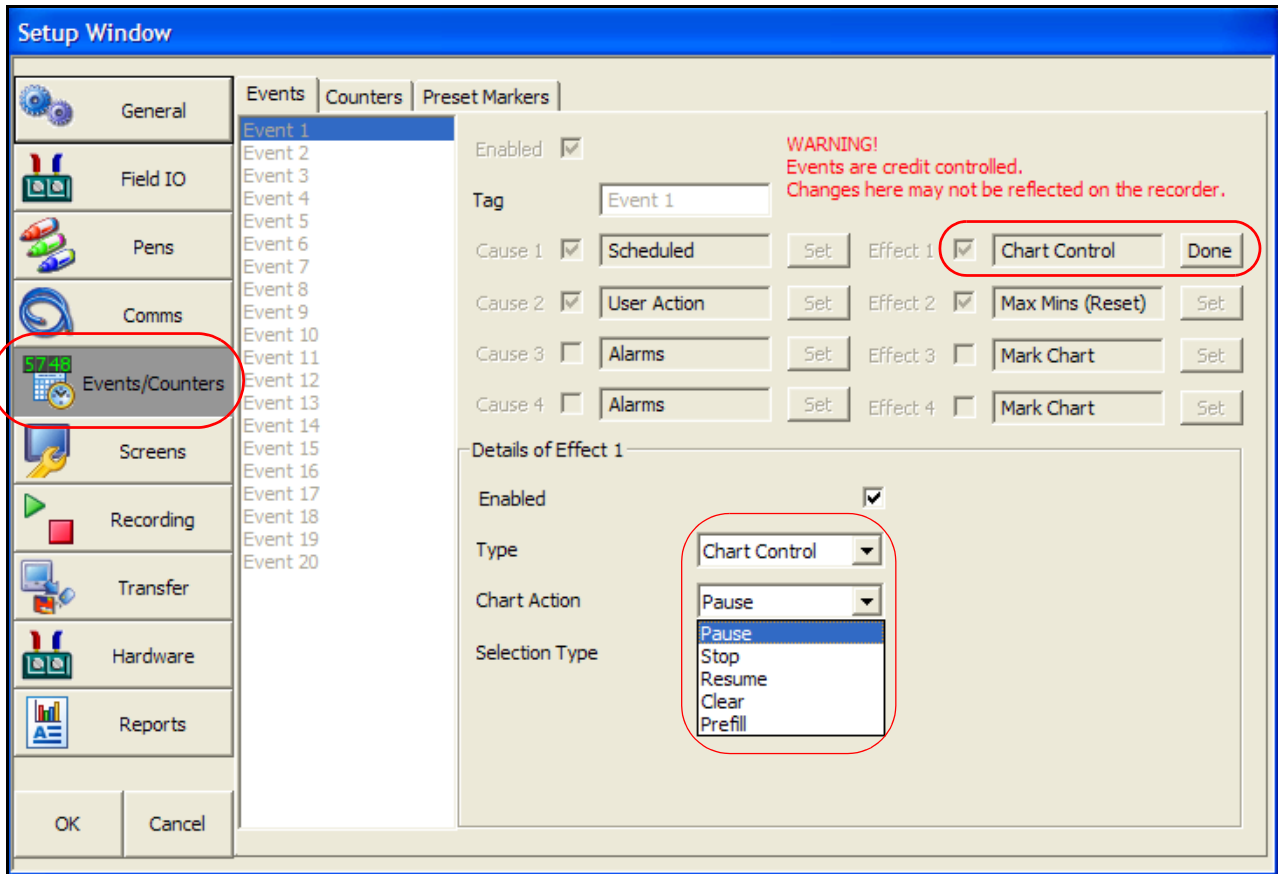 Setup Window
General
Field IO
Pens
Comms
5748
Events/Counters
Screens
Recording
Transfer
Hardware
Reports
OK
Cancel
Events
Counters
Preset Markers
Event 1
Event 2
Event 3
Event 4
Event 5
Event 6
Event 7
Event 8
Event 9
Event 10
Event 11
Event 12
Event 13
Event 14
Event 15
Event 16
Event 17
Event 18
Event 19
Event 20
Enabled
WARNING!
Events are credit controlled.
Changes here may not be reflected on the recorder.
Tag Event 1
Cause 1 Scheduled Set Effect 1 Chart Control Done
Cause 2 User Action Set Effect 2 Max Mins (Reset) Set
Cause 3 Alarms Set Effect 3 Mark Chart Set
Cause 4 Alarms Set Effect 4 Mark Chart Set
Details of Effect 1
Enabled
Type Chart Control
Chart Action Pause
Selection Type
Pause
Stop
Resume
Clear
Prefill